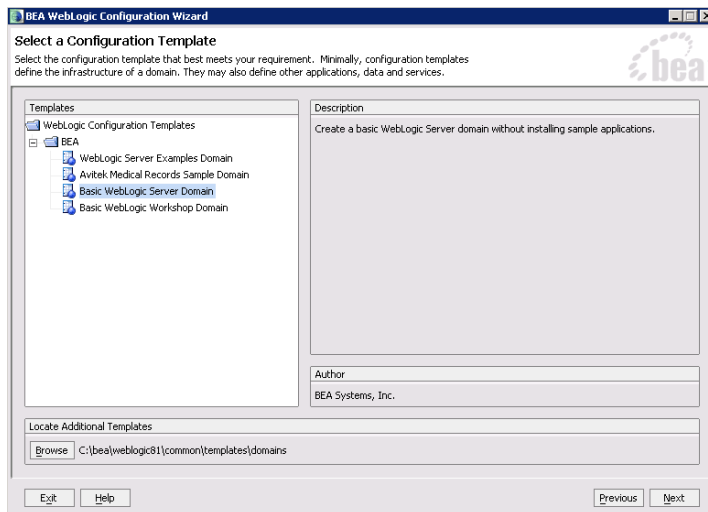 BEA WebLogic Configuration Wizard
Select a Configuration Template
Select the configuration template that best meets your requirement. Minimally, configuration templates
define the infrastructure of a domain. They may also define other applications, data and services.
bea
Templates
WebLogic Configuration Templates
BEA
WebLogic Server Examples Domain
Avitek Medical Records Sample Domain
Basic WebLogic Server Domain
Basic WebLogic Workshop Domain
Description
Create a basic WebLogic Server domain without installing sample applications.
Author
BEA Systems, Inc.
Locate Additional Templates
Browse C:\bea\weblogic81\common\templates\domains
Exit Help Previous Next